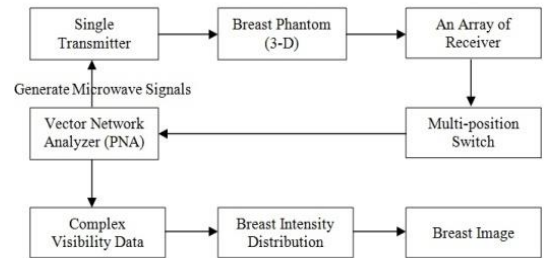 Single
Transmitter
Breast Phantom
(3-D)
An Array of
Receiver
Generate Microwave Signals
Vector Network
Analyzer (PNA)
Multi-position
Switch
Complex
Visibility Data
Breast Intensity
Distribution
Breast Image